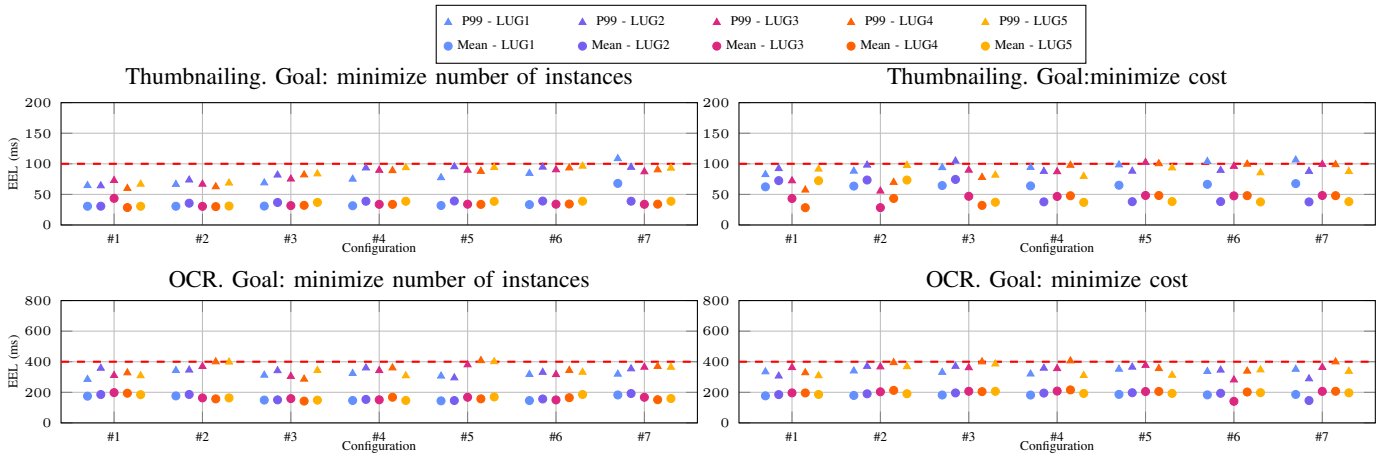 P99 - LUG1 P99 - LUG2 P99 - LUG3 P99 - LUG4 P99 - LUG5
Mean - LUG1 Mean - LUG2 Mean - LUG3 Mean - LUG4 Mean - LUG5
Thumbnailing. Goal: minimize number of instances
200
150
100
50
0
EEL (ms)
#1 #2 #3 #4 #5 #6 #7
Configuration
Thumbnailing. Goal:minimize cost
200
150
100
50
0
#1 #2 #3 #4 #5 #6 #7
Configuration
OCR. Goal: minimize number of instances
800
600
400
200
0
EEL (ms)
#1 #2 #3 #4 #5 #6 #7
Configuration
OCR. Goal: minimize cost
800
600
400
200
0
#1 #2 #3 #4 #5 #6 #7
Configuration